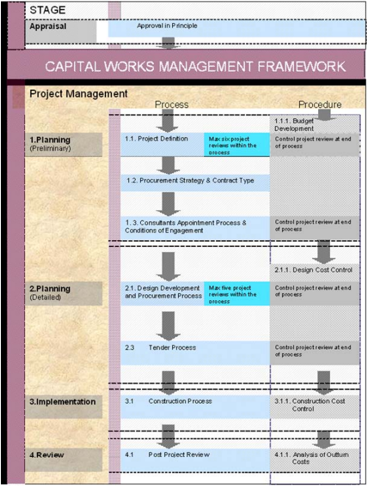 STAGE
Appraisal
Approval in Principle
CAPITAL WORKS MANAGEMENT FRAMEWORK
Project Management
Process
Procedure
1.1.1. Budget
Development
1.Planning
(Preliminary)
1.1. Project Definition
Max six project
reviews within the
process
Control project review at end
of process
1.2. Procurement Strategy & Contract Type
1. 3. Consultants Appointment Process &
Conditions of Engagement
Control project review at end
of process
2.1.1. Design Cost Control
2.Planning
(Detailed)
2.1. Design Development
and Procurement Process
Max five project
reviews within the
process
Control project review at end
of process
2.3 Tender Process
Control project review at end
of process
3.Implementation
3.1 Construction Process
3.1.1. Construction Cost
Control
4.Review
4.1 Post Project Review
4.1.1. Analysis of Outturn
Costs